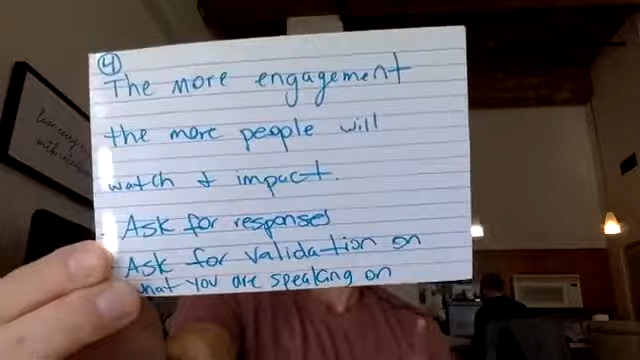 ④
The more engagement
the more people will
watch & impact.
- Ask for responses
- Ask for validation on
what you are speaking on